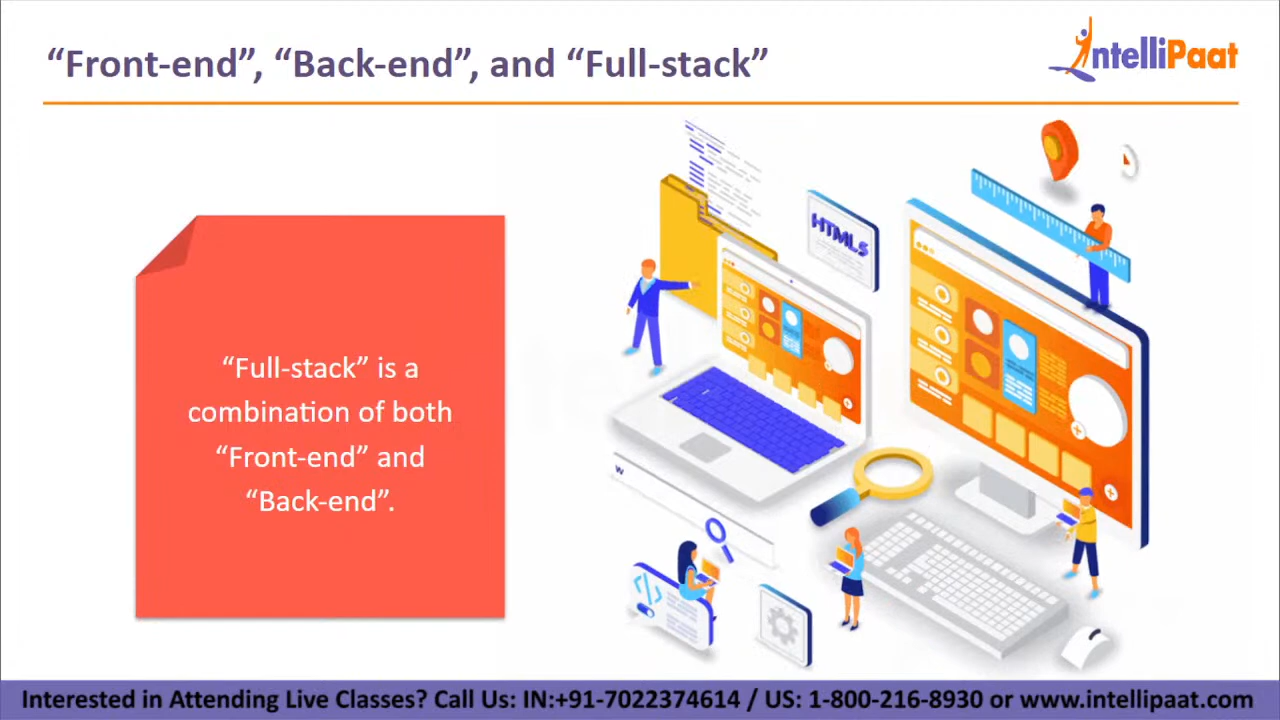 “Front-end”, “Back-end”, and “Full-stack”
IntelliPaat
HTML5
“Full-stack” is a
combination of both
“Front-end” and
“Back-end”.
W
</>
Interested in Attending Live Classes? Call Us: IN:+91-7022374614 / US: 1-800-216-8930 or www.intellipaat.com